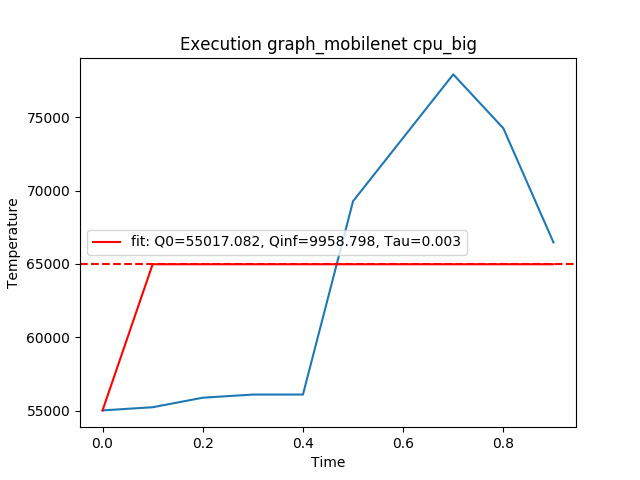 Execution graph_mobilenet cpu_big
Temperature
75000
70000
65000
60000
55000
fit: Q0=55017.082, Qinf=9958.798, Tau=0.003
0.0 0.2 0.4 0.6 0.8
Time